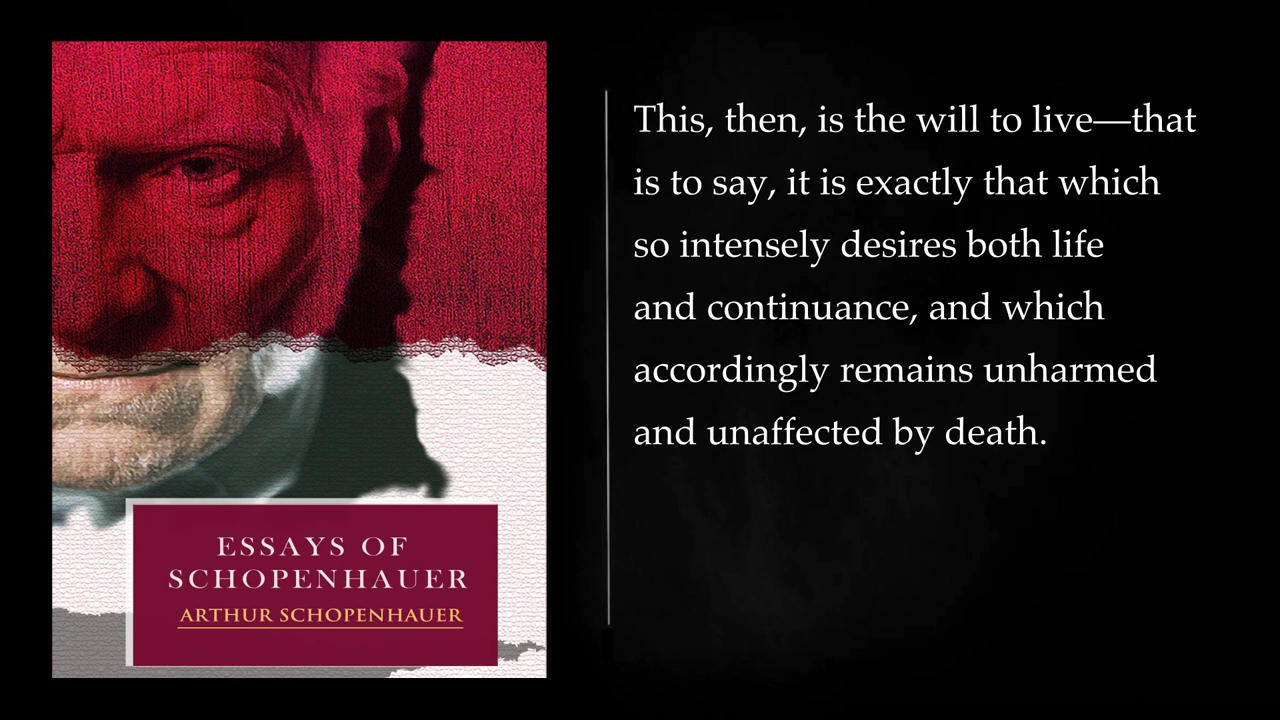 This, then, is the will to live—that
is to say, it is exactly that which
so intensely desires both life
and continuance, and which
accordingly remains unharmed
and unaffected by death.
ESSAYS OF
SCHOPENHAUER
ARTHUR SCHOPENHAUER